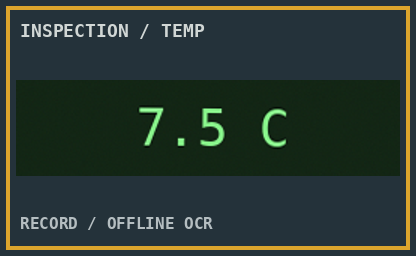 INSPECTION / TEMP
7.5 C
RECORD / OFFLINE OCR